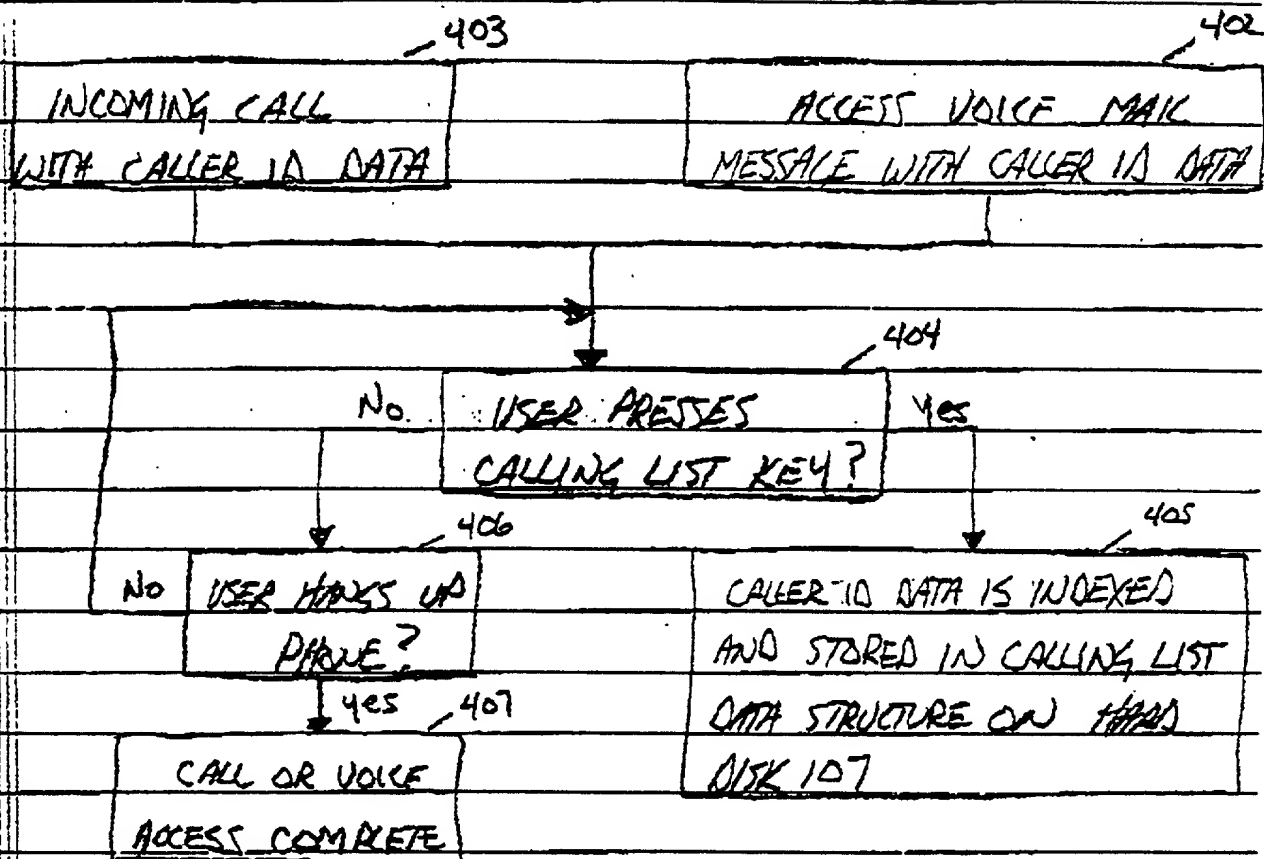 403
402
INCOMING CALL
WITH CALLER ID DATA
ACCESS VOICE MAIL
MESSAGE WITH CALLER ID DATA
404
No
USER PRESSES
CALLING LIST KEY?
Yes
406
405
No
USER HANGS UP
PHONE?
CALLER-ID DATA IS INDEXED
AND STORED IN CALLING LIST
DATA STRUCTURE ON HARD
DISK 107
yes
407
CALL OR VOICE
ACCESS COMPLETE